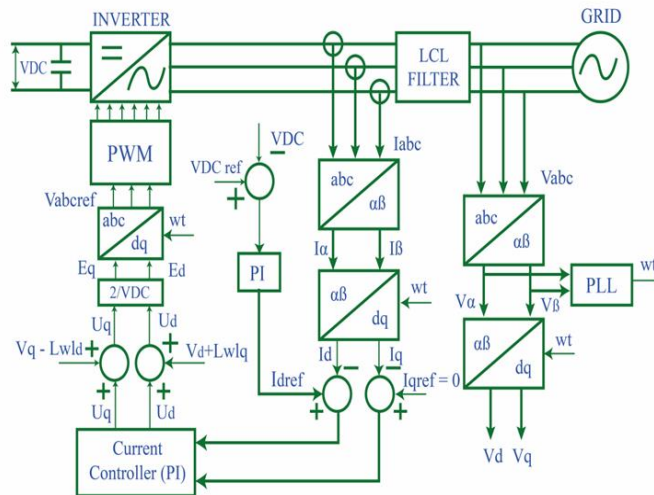 INVERTER
GRID
VDC
LCL
FILTER
PWM
VDC
VDC ref
Iabc
abc
αß
Vabc
Vabcref
abc
dq
wt
abc
αß
wt
Eq
Ed
PI
Iα
Iß
PLL
2/VDC
αß
dq
wt
Vα
Vß
Uq
Ud
αß
dq
wt
Vq - LwId
Vd+LwIq
Id
Iq
Idref
Iqref = 0
Uq
Ud
Current
Controller (PI)
Vd
Vq